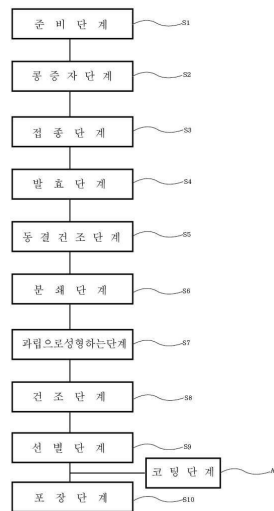 준 비 단 계 S1
콩 증 자 단 계 S2
접 종 단 계 S3
발 효 단 계 S4
동 결 건 조 단 계 S5
분 쇄 단 계 S6
과립으로성형하는단계 S7
건 조 단 계 S8
선 별 단 계 S9
코 팅 단 계 A
포 장 단 계 S10